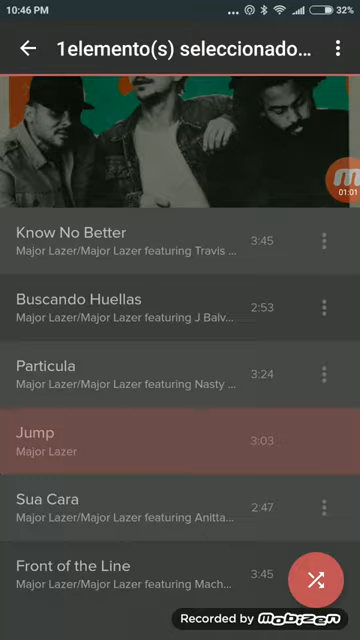 10:46 PM
32%
1elemento(s) seleccionado...
01:01
Know No Better
Major Lazer/Major Lazer featuring Travis ...
3:45
Buscando Huellas
Major Lazer/Major Lazer featuring J Balv...
2:53
Particula
Major Lazer/Major Lazer featuring Nasty ...
3:24
Jump
Major Lazer
3:03
Sua Cara
Major Lazer/Major Lazer featuring Anitta...
2:47
Front of the Line
Major Lazer/Major Lazer featuring Mach...
3:45
Recorded by Mobizen